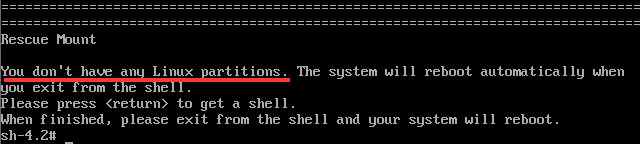 ================================================================================
================================================================================
Rescue Mount
You don't have any Linux partitions. The system will reboot automatically when
you exit from the shell.
Please press <return> to get a shell.
When finished, please exit from the shell and your system will reboot.
sh-4.2# _